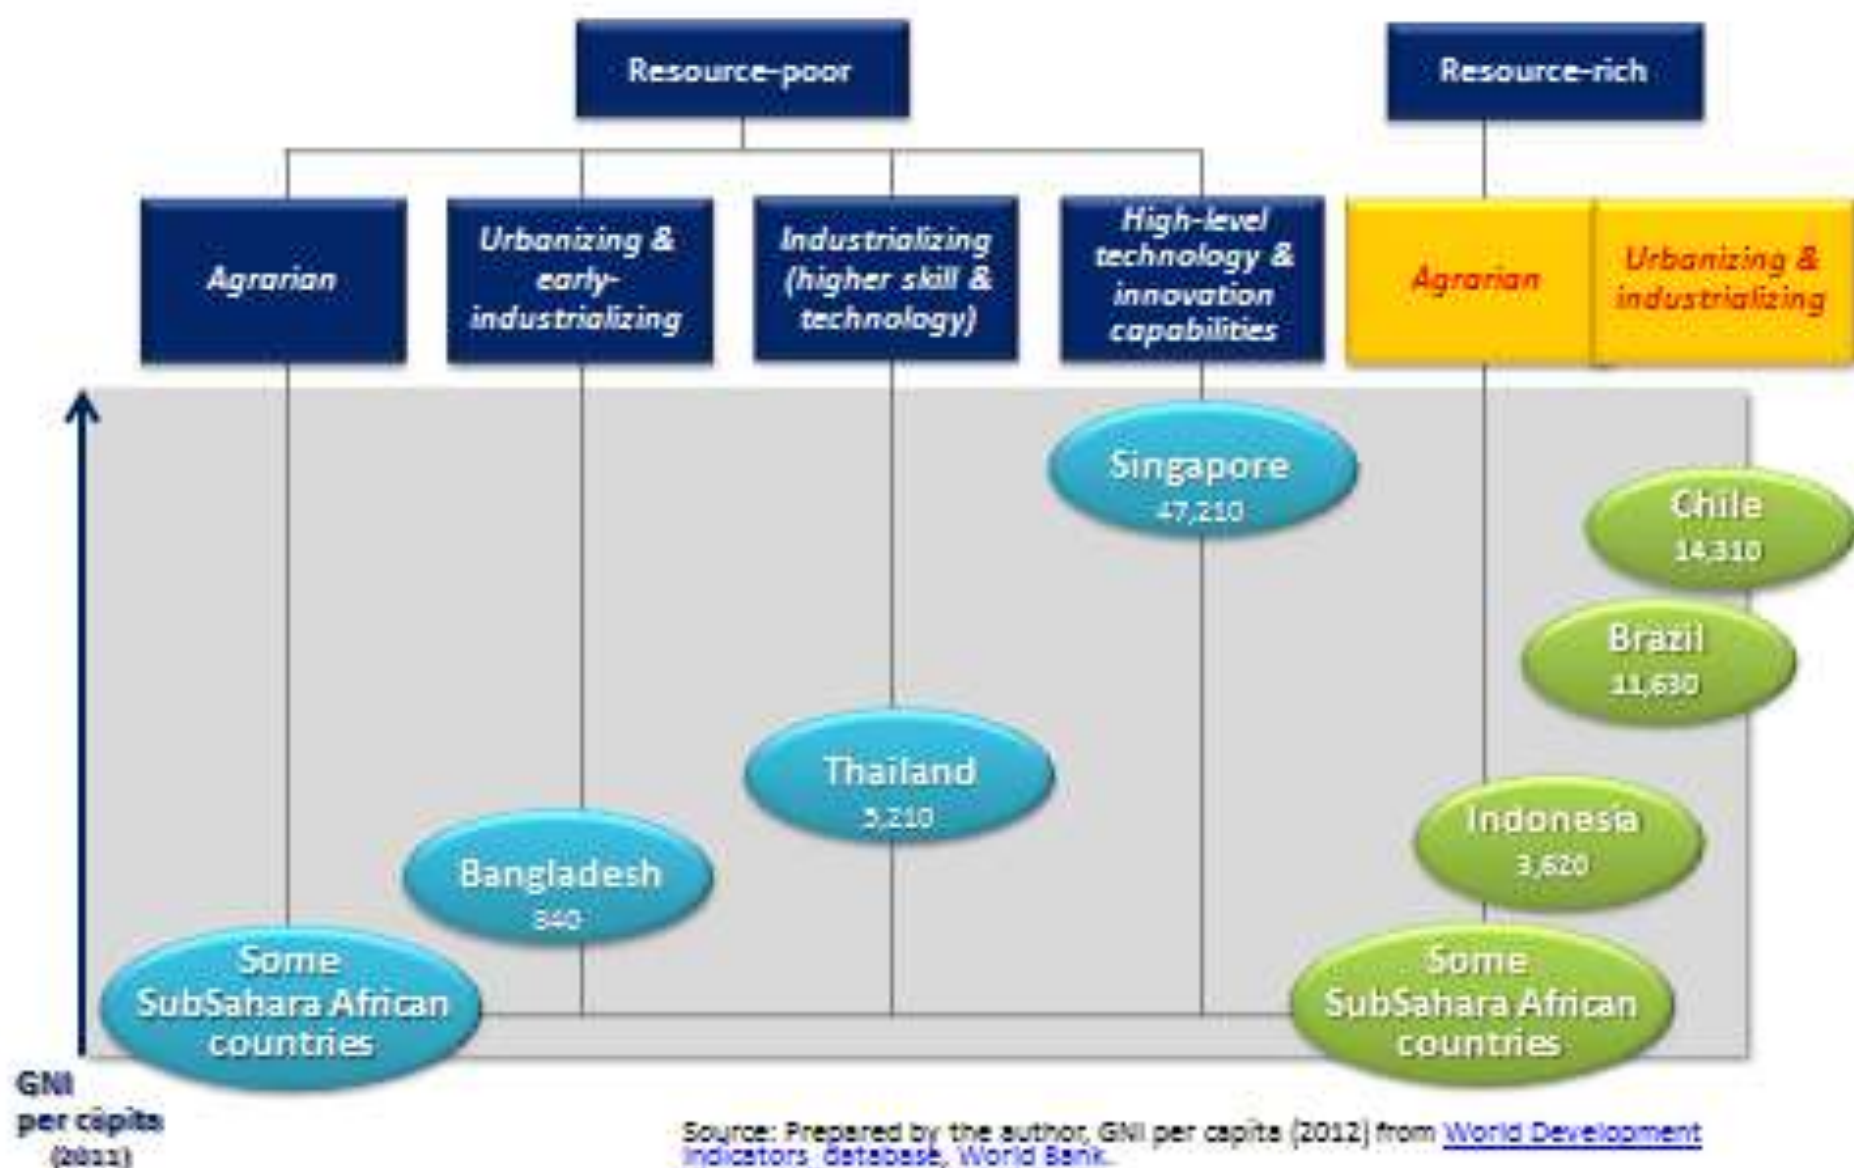 Resource-poor
Resource-rich
Agrarian
Urbanizing &
early-
industrializing
Industrializing
(higher skill &
technology)
High-level
technology &
innovation
capabilities
Agrarian
Urbanizing &
industrializing
Singapore
47,210
Chile
14,310
Brazil
11,630
Thailand
5,210
Indonesia
3,620
Bangladesh
840
Some
SubSahara African
countries
Some
SubSahara African
countries
GNI
per capita
(2011)
Source: Prepared by the author, GNI per capita (2012) from World Development
Indicators database, World Bank.